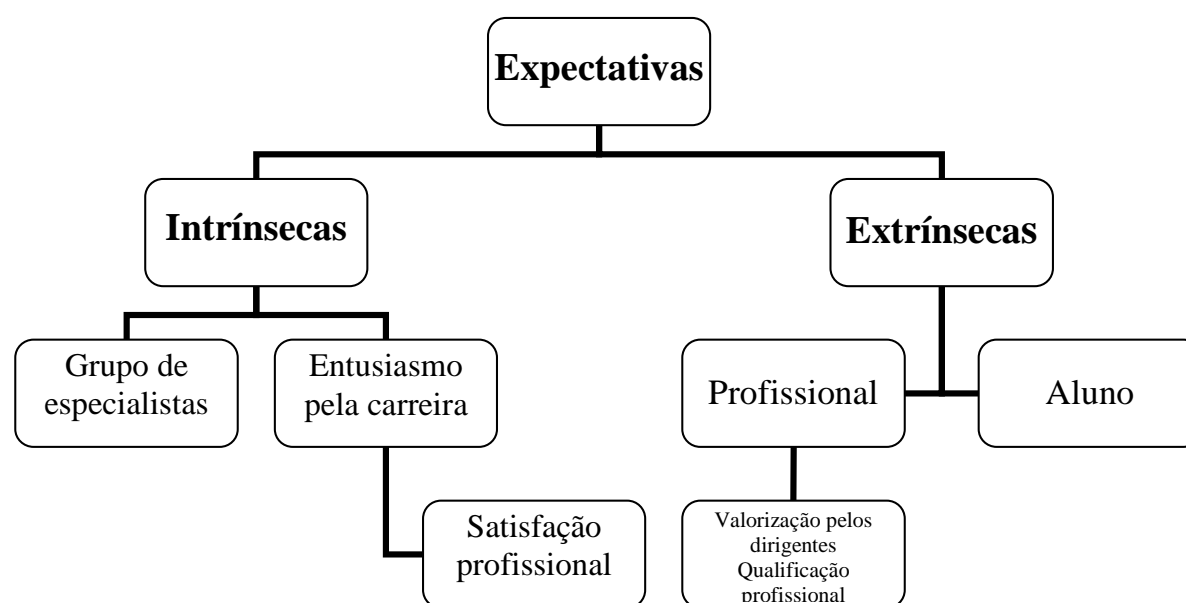 Expectativas
Intrínsecas
Extrínsecas
Grupo de
especialistas
Entusiasmo
pela carreira
Profissional
Aluno
Satisfação
profissional
Valorização pelos
dirigentes
Qualificação
profissional